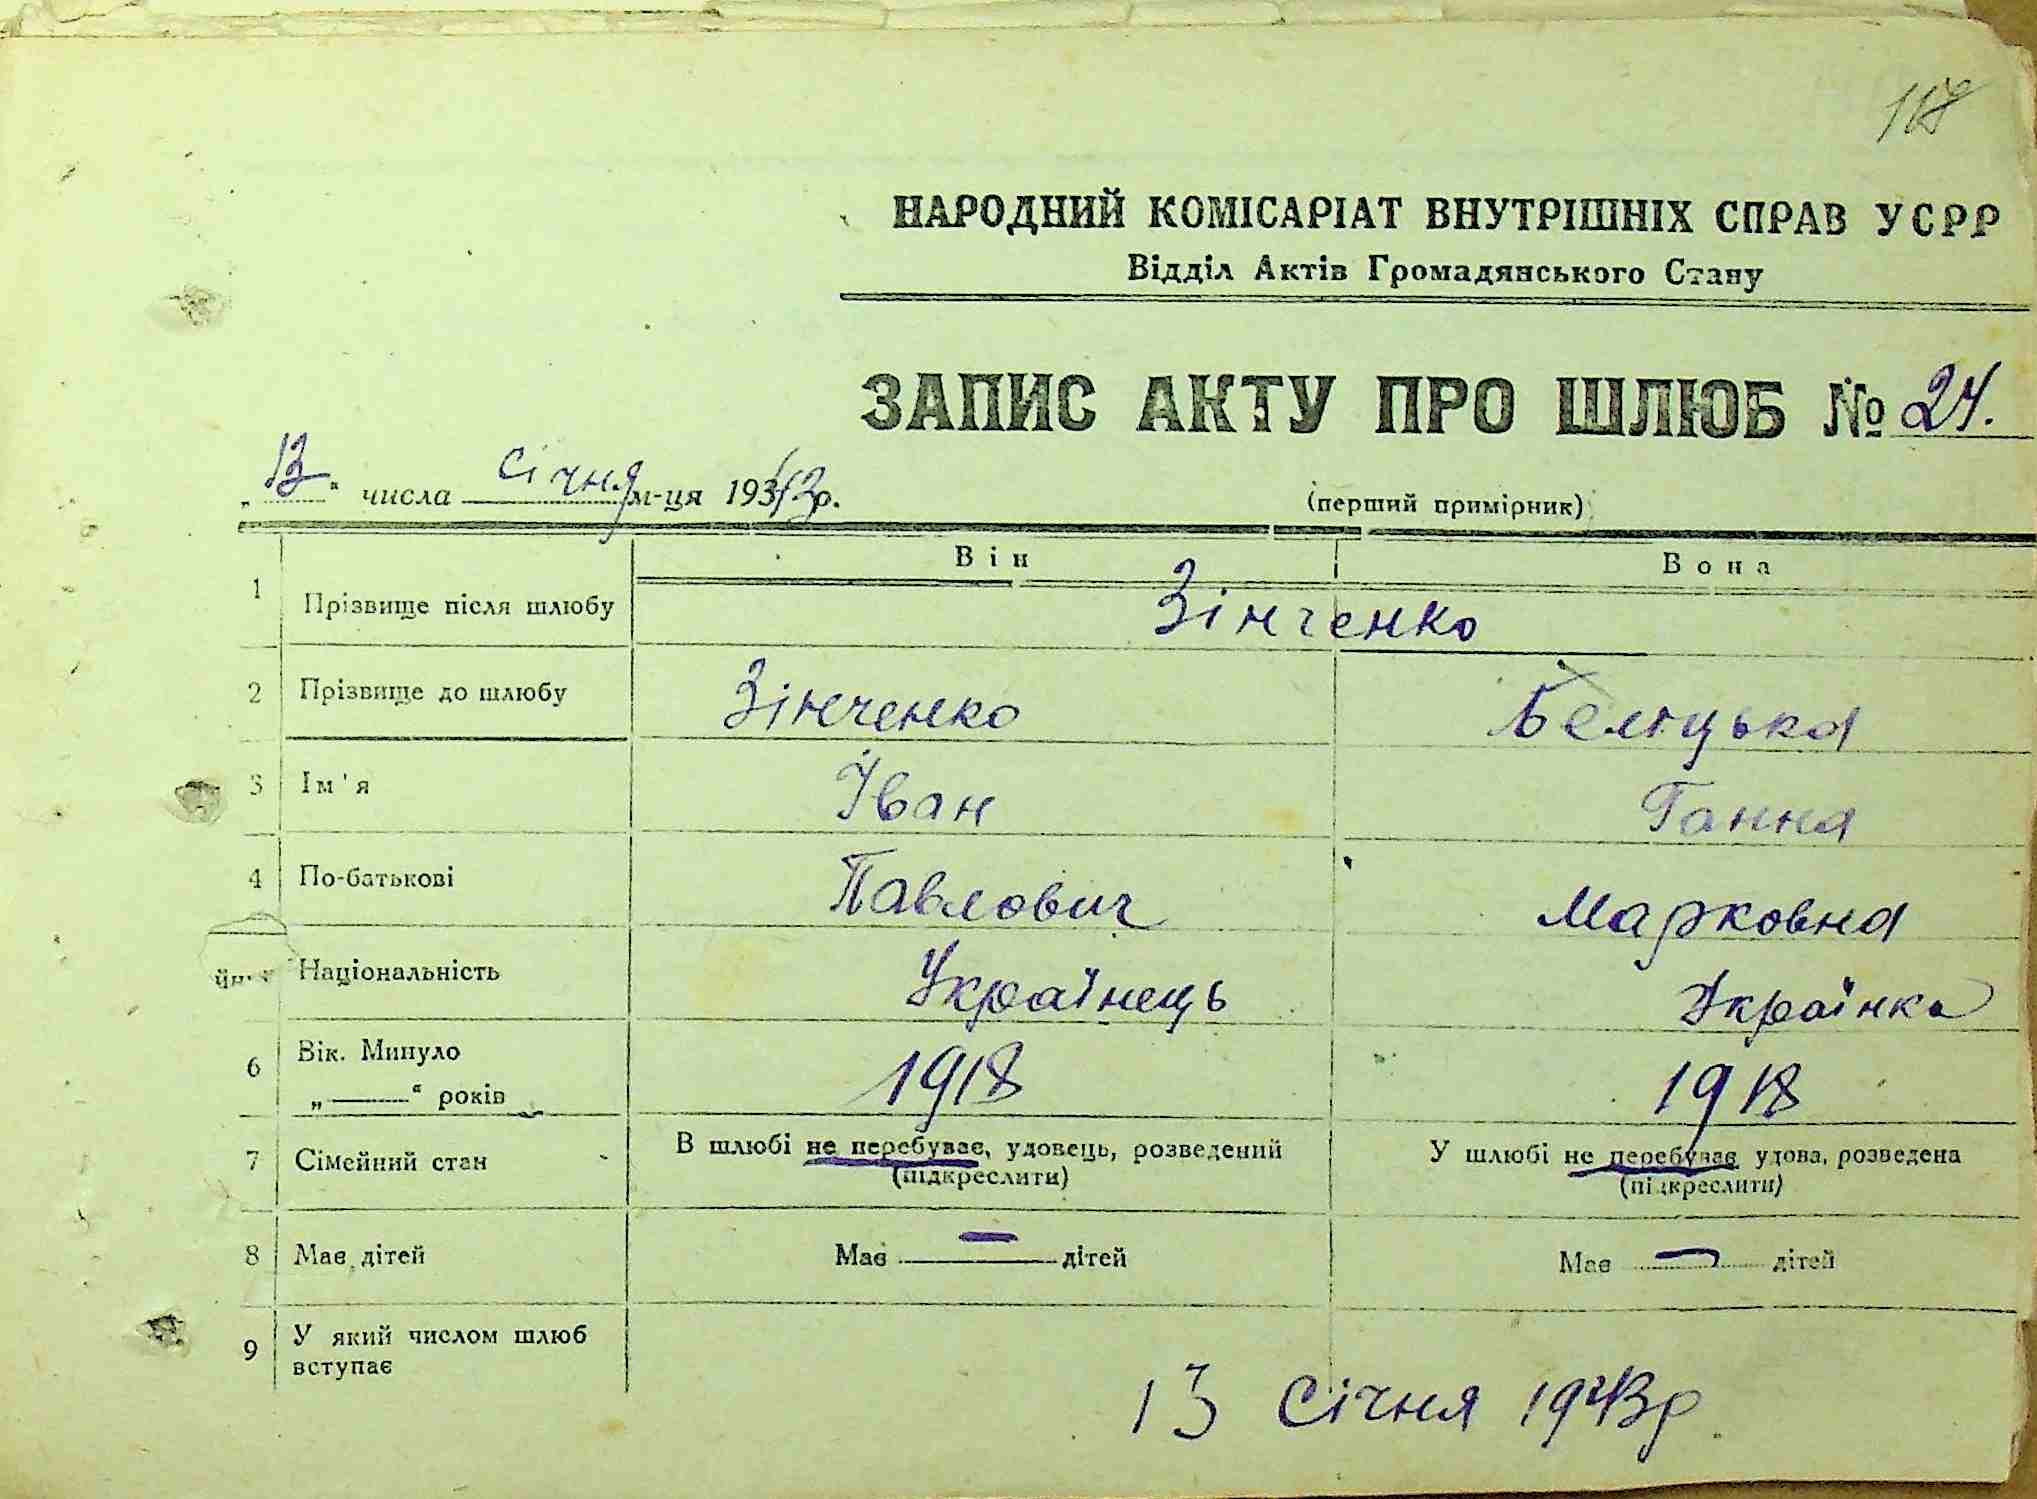 НАРОДНИЙ КОМІСАРІАТ ВНУТРІШНІХ СПРАВ УСРР
Відділ Актів Громадянського Стану
ЗАПИС АКТУ ПРО ШЛЮБ № 24.
„13" числа січня м-ця 1943р.
(перший примірник)
Він Вона
1 Прізвище після шлюбу Зінченко
2 Прізвище до шлюбу Зінченко Беліцька
3 Ім'я Іван Ганна
4 По-батькові Павлович Марковна
Національність Українець Українка
6 Вік. Минуло 1918 1918
„——" років
7 Сімейний стан В шлюбі не перебуває, удовець, розведений У шлюбі не перебуває удова, розведена
(підкреслити) (підкреслити)
8 Має дітей Має — дітей Має — дітей
9 У який числом шлюб
вступає
13 Січня 1943р.